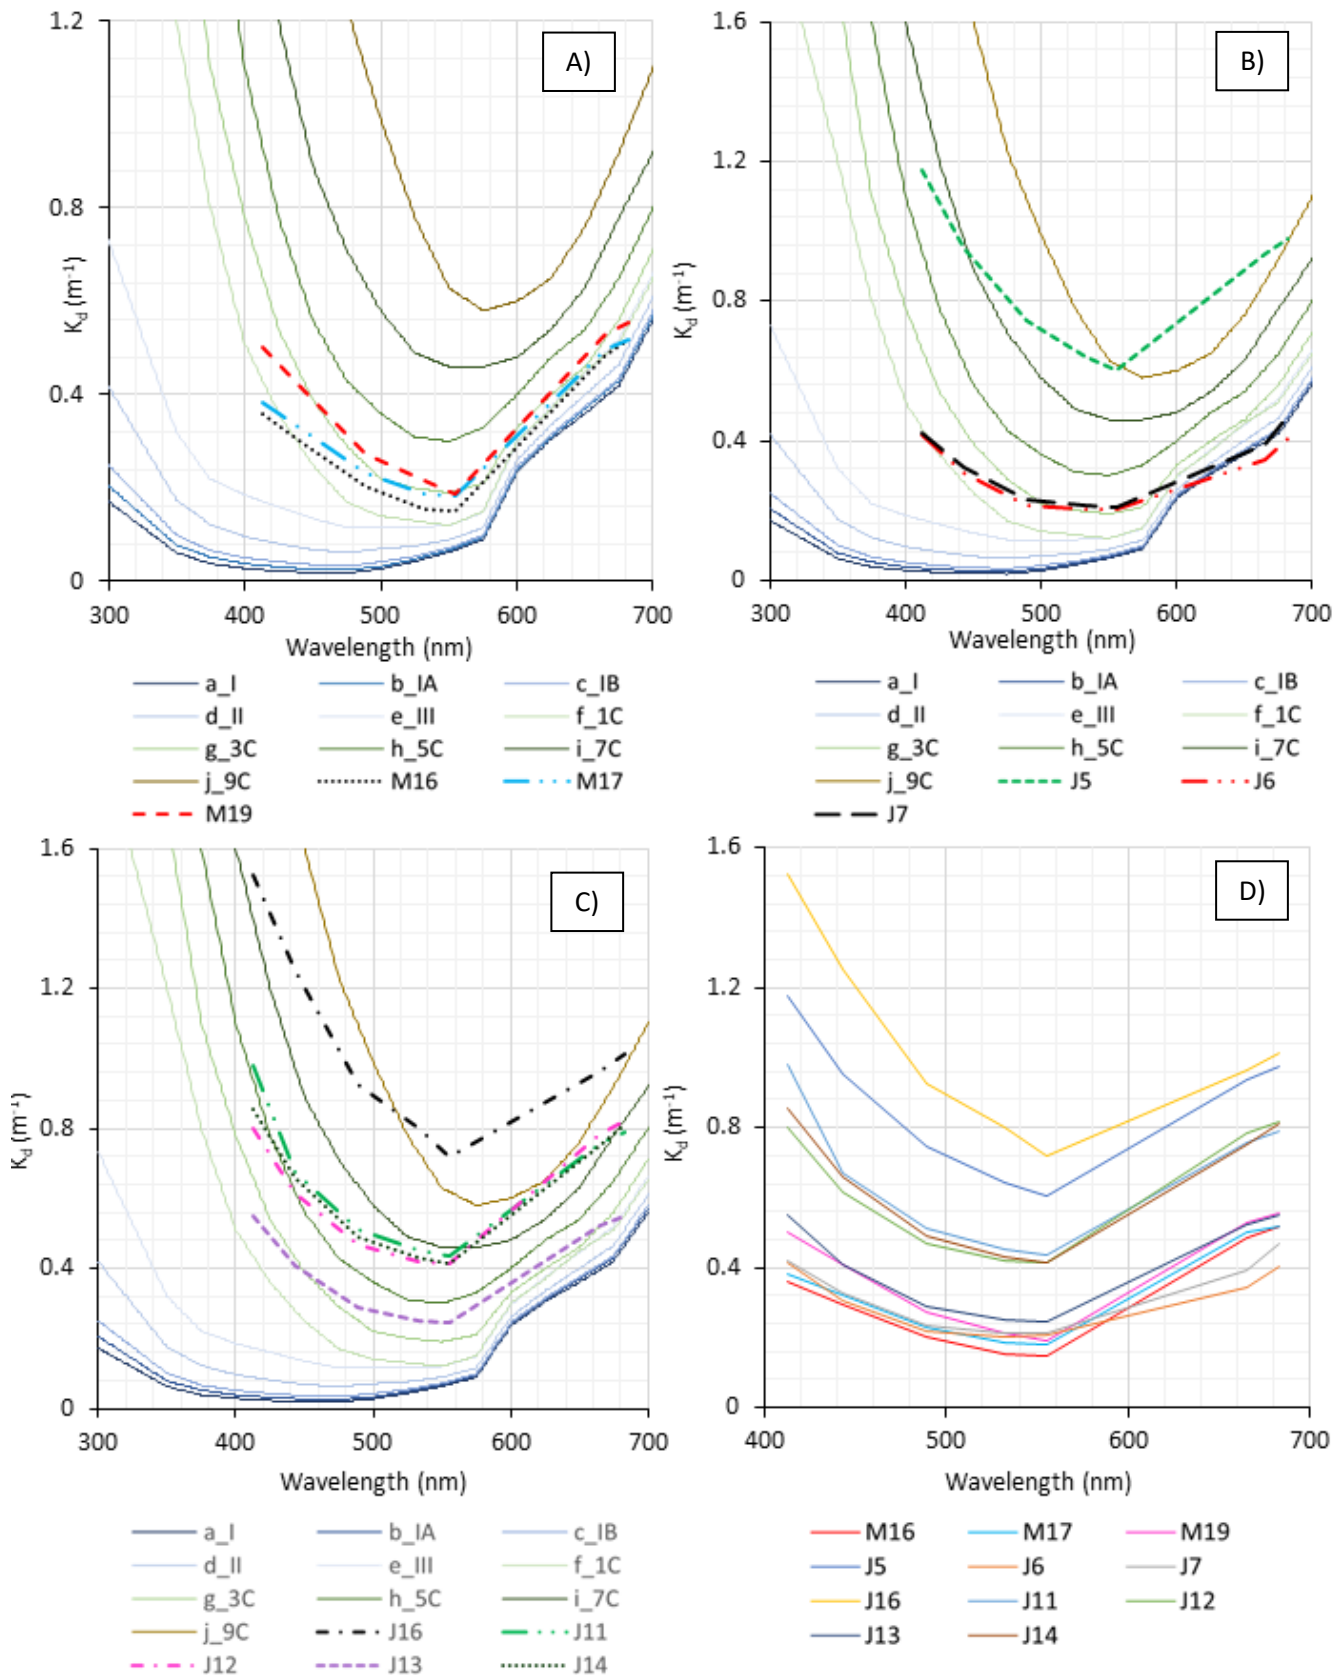 A)
1.2
0.8
0.4
0
Kd (m⁻¹)
300 400 500 600 700
Wavelength (nm)
a_I b_IA c_IB
d_II e_III f_1C
g_3C h_5C i_7C
j_9C M16 M17
M19
B)
1.6
1.2
0.8
0.4
0
Kd (m⁻¹)
300 400 500 600 700
Wavelength (nm)
a_I b_IA c_IB
d_II e_III f_1C
g_3C h_5C i_7C
j_9C J5 J6
J7
C)
1.6
1.2
0.8
0.4
0
Kd (m⁻¹)
300 400 500 600 700
Wavelength (nm)
a_I b_IA c_IB
d_II e_III f_1C
g_3C h_5C i_7C
j_9C J16 J11
J12 J13 J14
D)
1.6
1.2
0.8
0.4
0
Kd (m⁻¹)
400 500 600 700
Wavelength (nm)
M16 M17 M19
J5 J6 J7
J16 J11 J12
J13 J14